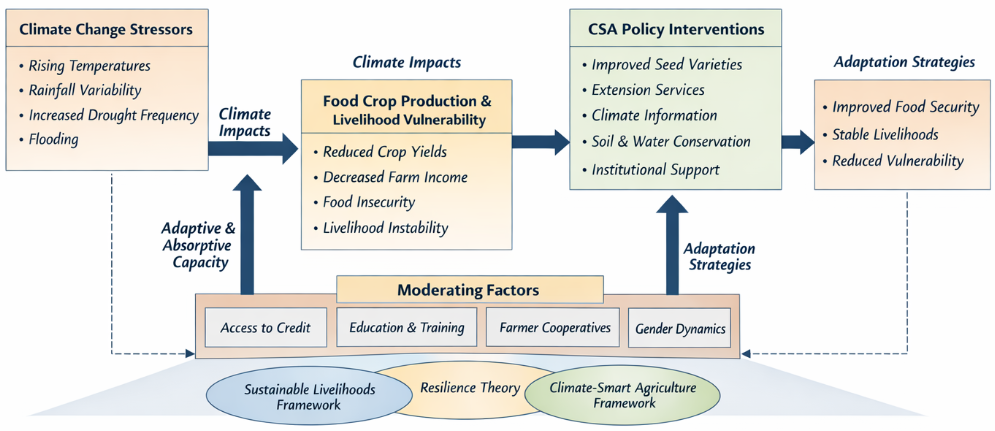 Climate Change Stressors
• Rising Temperatures
• Rainfall Variability
• Increased Drought Frequency
• Flooding
Climate
Impacts
Climate Impacts
Food Crop Production &
Livelihood Vulnerability
• Reduced Crop Yields
• Decreased Farm Income
• Food Insecurity
• Livelihood Instability
CSA Policy Interventions
• Improved Seed Varieties
• Extension Services
• Climate Information
• Soil & Water Conservation
• Institutional Support
Adaptation Strategies
• Improved Food Security
• Stable Livelihoods
• Reduced Vulnerability
Adaptive &
Absorptive
Capacity
Adaptation
Strategies
Moderating Factors
Access to Credit
Education & Training
Farmer Cooperatives
Gender Dynamics
Sustainable Livelihoods
Framework
Resilience Theory
Climate-Smart Agriculture
Framework